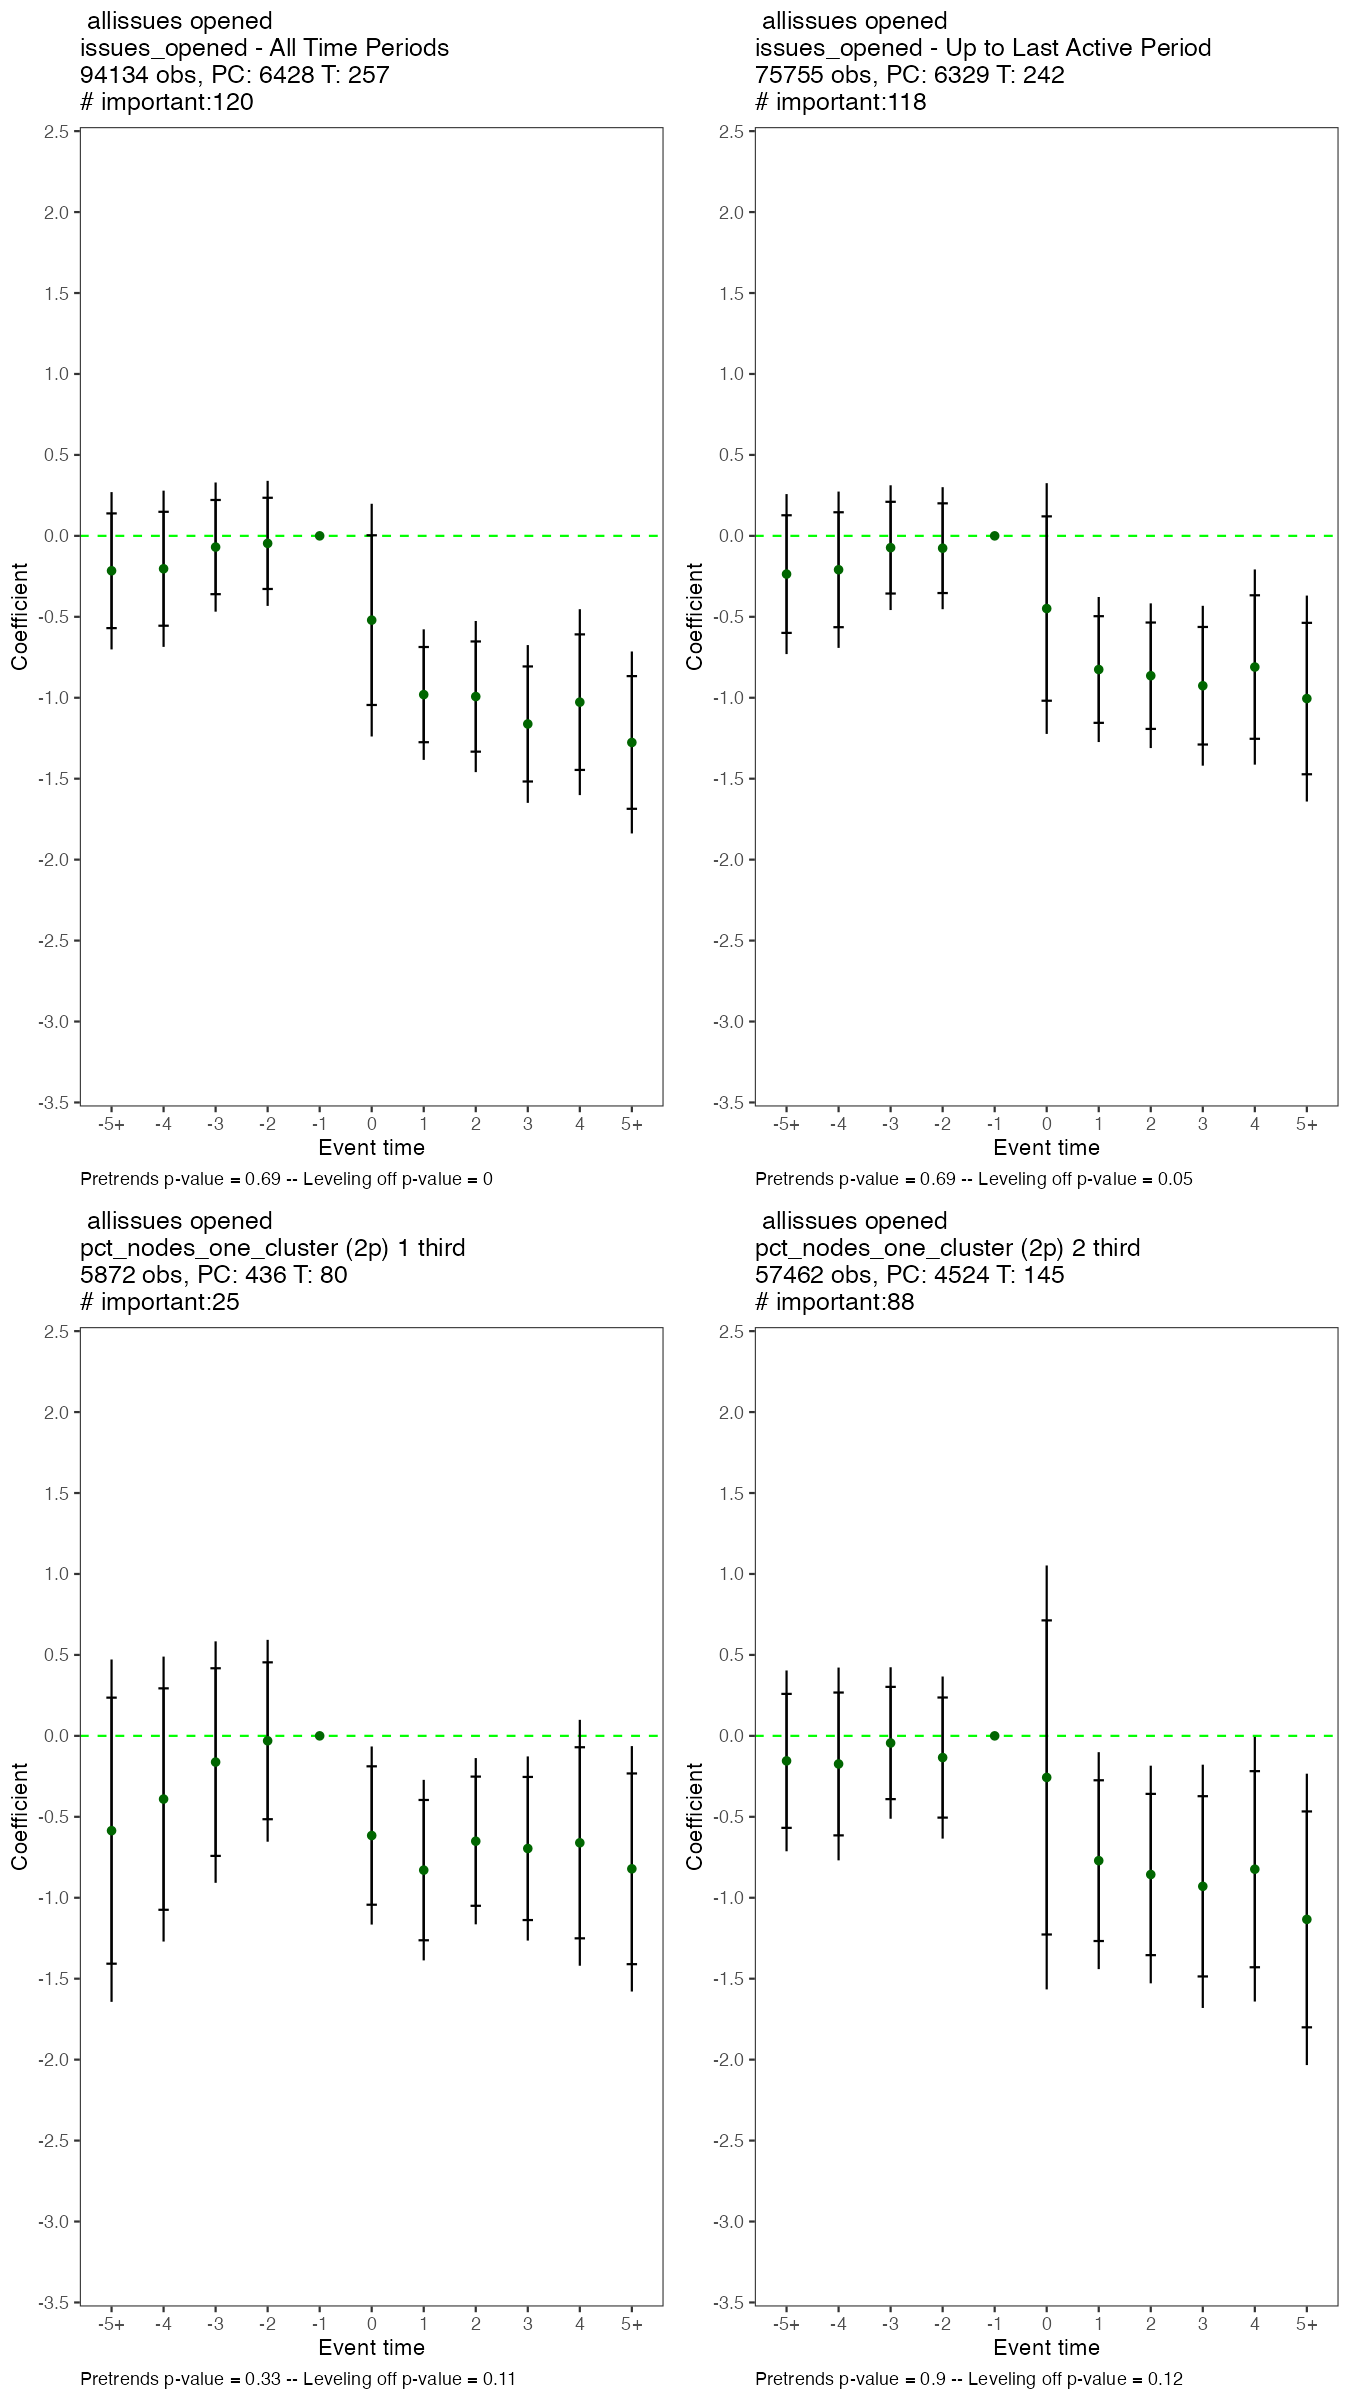 allissues opened
issues_opened - All Time Periods
94134 obs, PC: 6428 T: 257
# important:120
2.5
2.0
1.5
1.0
0.5
0.0
-0.5
-1.0
-1.5
-2.0
-2.5
-3.0
-3.5
Coefficient
-5+ -4 -3 -2 -1 0 1 2 3 4 5+
Event time
Pretrends p-value = 0.69 -- Leveling off p-value = 0
allissues opened
issues_opened - Up to Last Active Period
75755 obs, PC: 6329 T: 242
# important:118
2.5
2.0
1.5
1.0
0.5
0.0
-0.5
-1.0
-1.5
-2.0
-2.5
-3.0
-3.5
Coefficient
-5+ -4 -3 -2 -1 0 1 2 3 4 5+
Event time
Pretrends p-value = 0.69 -- Leveling off p-value = 0.05
allissues opened
pct_nodes_one_cluster (2p) 1 third
5872 obs, PC: 436 T: 80
# important:25
2.5
2.0
1.5
1.0
0.5
0.0
-0.5
-1.0
-1.5
-2.0
-2.5
-3.0
-3.5
Coefficient
-5+ -4 -3 -2 -1 0 1 2 3 4 5+
Event time
Pretrends p-value = 0.33 -- Leveling off p-value = 0.11
allissues opened
pct_nodes_one_cluster (2p) 2 third
57462 obs, PC: 4524 T: 145
# important:88
2.5
2.0
1.5
1.0
0.5
0.0
-0.5
-1.0
-1.5
-2.0
-2.5
-3.0
-3.5
Coefficient
-5+ -4 -3 -2 -1 0 1 2 3 4 5+
Event time
Pretrends p-value = 0.9 -- Leveling off p-value = 0.12